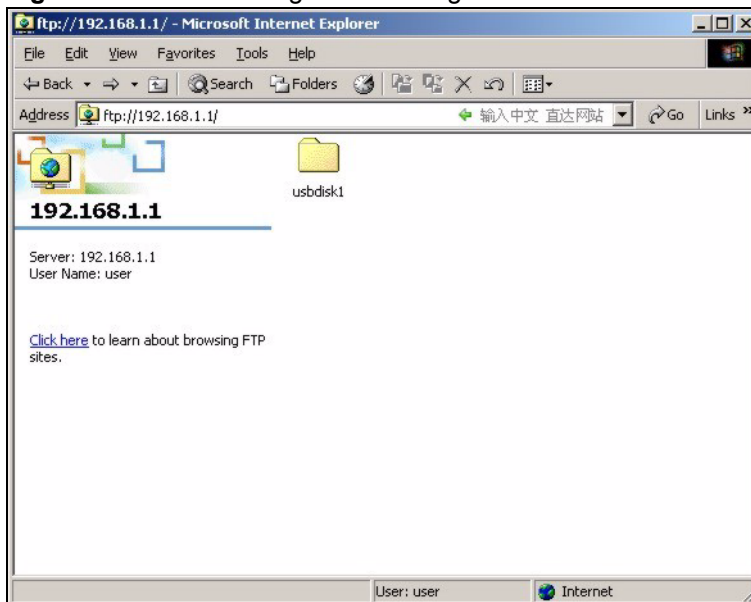 ftp://192.168.1.1/ - Microsoft Internet Explorer
File Edit View Favorites Tools Help
Back Search Folders
Address ftp://192.168.1.1/ 输入中文 直达网站 Go Links »
usbdisk1
192.168.1.1
Server: 192.168.1.1
User Name: user
Click here to learn about browsing FTP
sites.
User: user Internet